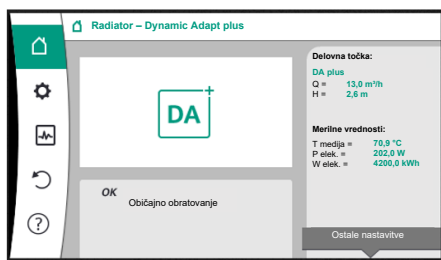 Radiator – Dynamic Adapt plus
DA+
OK
Običajno obratovanje
Delovna točka:
DA plus
Q = 13,0 m³/h
H = 2,6 m
Merilne vrednosti:
T medija = 70,9 °C
P elek. = 202,0 W
W elek. = 4200,0 kWh
Ostale nastavitve
?